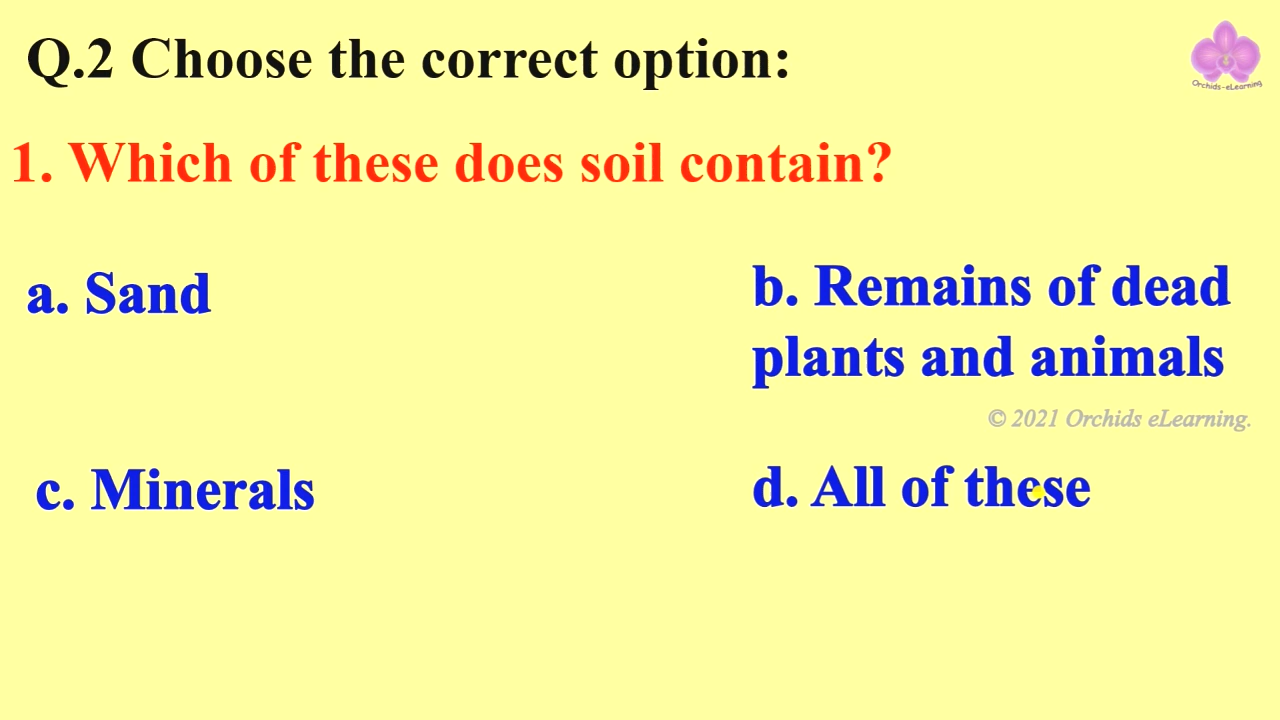 Q.2 Choose the correct option:
Orchids-eLearning
1. Which of these does soil contain?
a. Sand
b. Remains of dead
plants and animals
© 2021 Orchids eLearning.
c. Minerals
d. All of these